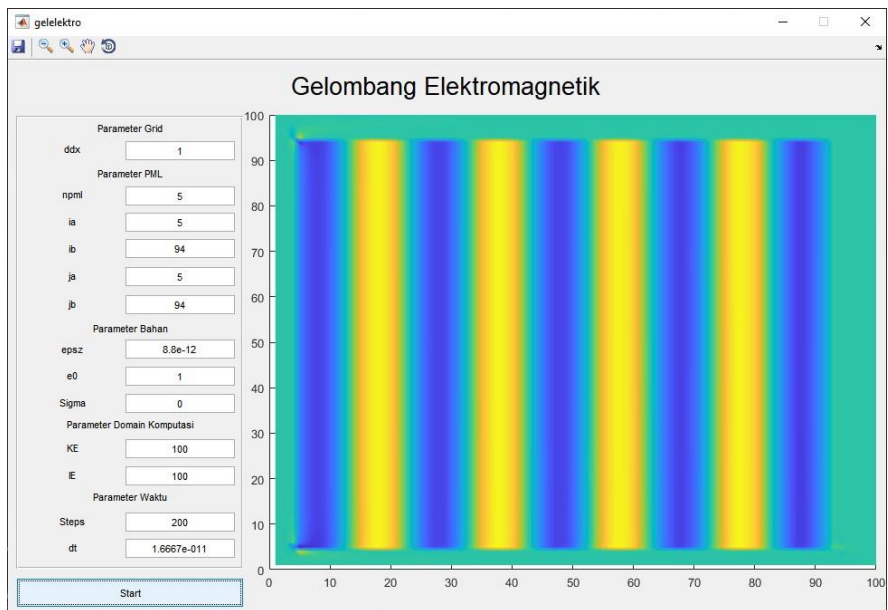 gelelektro
Gelombang Elektromagnetik
Parameter Grid
ddx 1
Parameter PML
npml 5
ia 5
ib 94
ja 5
jb 94
Parameter Bahan
epsz 8.8e-12
e0 1
Sigma 0
Parameter Domain Komputasi
KE 100
IE 100
Parameter Waktu
Steps 200
dt 1.6667e-011
Start
100
90
80
70
60
50
40
30
20
10
0
0 10 20 30 40 50 60 70 80 90 100